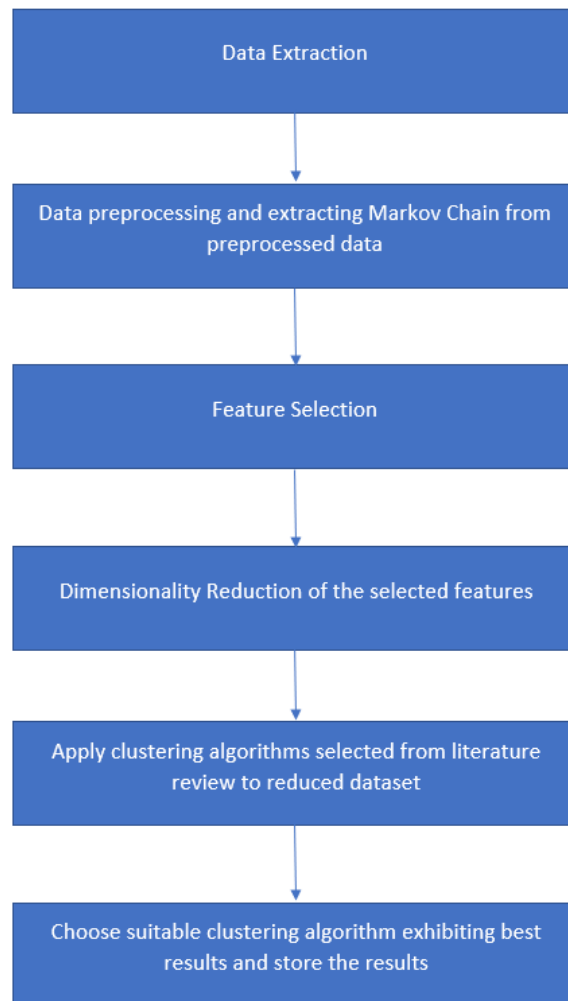 Data Extraction
Data preprocessing and extracting Markov Chain from
preprocessed data
Feature Selection
Dimensionality Reduction of the selected features
Apply clustering algorithms selected from literature
review to reduced dataset
Choose suitable clustering algorithm exhibiting best
results and store the results